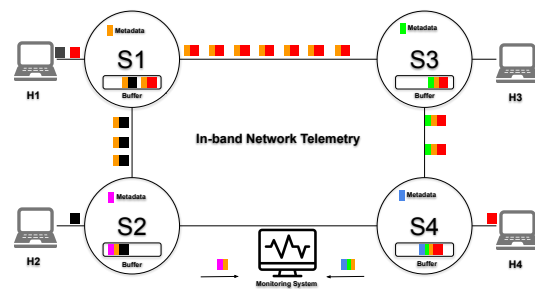 Metadata
S1
Buffer
H1
Metadata
S3
Buffer
H3
In-band Network Telemetry
Metadata
S2
Buffer
H2
Metadata
S4
Buffer
H4
Monitoring System